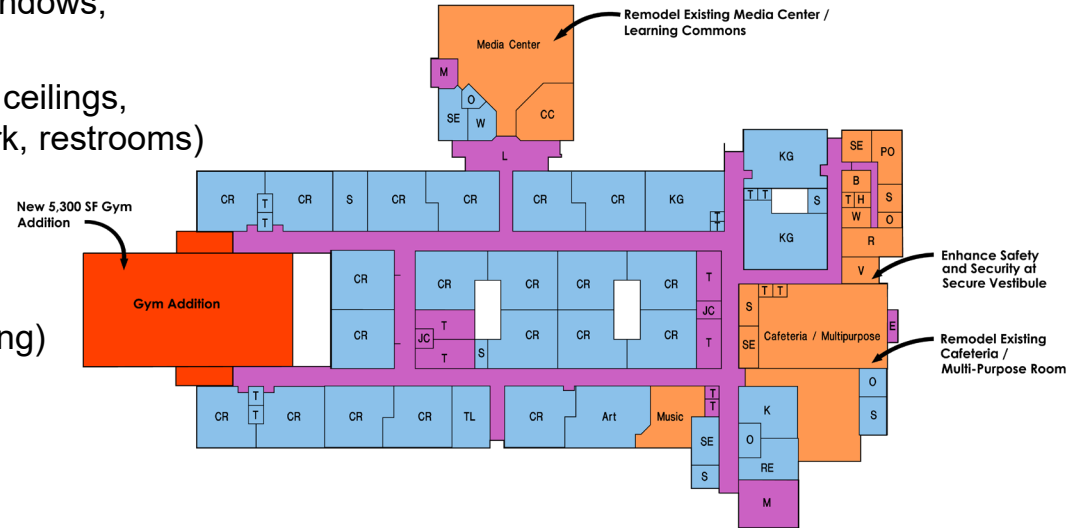 ndows,
ceilings,
rk, restrooms)
ng)
Remodel Existing Media Center /
Learning Commons
Media Center
M
O
SE
W
CC
L
New 5,300 SF Gym
Addition
Gym Addition
CR
T
T
CR
S
CR
CR
CR
CR
KG
T
T
KG
T T
S
KG
SE
PO
B
T H
S
W
O
R
V
Enhance Safety
and Security at
Secure Vestibule
CR
CR
CR
CR
CR
CR
T
JC
T
T
JC
T
S
CR
CR
CR
CR
T T
S
SE
Cafeteria / Multipurpose
E
Remodel Existing
Cafeteria /
Multi-Purpose Room
CR
T
T
CR
CR
CR
TL
CR
Art
Music
T
T
SE
S
K
O
RE
M
O
S